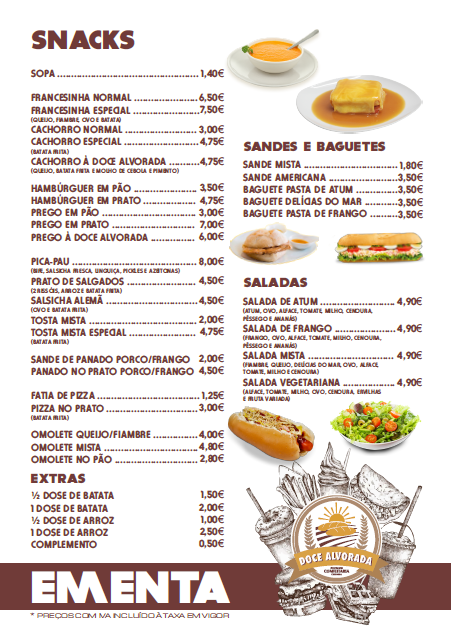 SNACKS
SOPA 1,40€
FRANCESINHA NORMAL 6,50€
FRANCESINHA ESPECIAL 7,50€
(QUEIJO, FIAMBRE, OVO E BATATA)
CACHORRO NORMAL 3,00€
CACHORRO ESPECIAL 4,75€
(BATATA FRITA)
CACHORRO À DOCE ALVORADA 4,75€
(QUEIJO, BATATA FRITA E MOLHO DE CEBOLA E PIMENTO)
HAMBÚRGUER EM PÃO 3,50€
HAMBÚRGUER EM PRATO 4,75€
PREGO EM PÃO 3,00€
PREGO EM PRATO 7,00€
PREGO À DOCE ALVORADA 6,00€
PICA-PAU 8,00€
(BIFE, SALSICHA FRESCA, LINGUIÇA, PICKLES E AZEITONAS)
PRATO DE SALGADOS 4,50€
(2 RISSÓIS, ARROZ E BATATA FRITA)
SALSICHA ALEMÃ 4,50€
(OVO E BATATA FRITA)
TOSTA MISTA 2,00€
TOSTA MISTA ESPECIAL 4,75€
(BATATA FRITA)
SANDE DE PANADO PORCO/FRANGO 2,00€
PANADO NO PRATO PORCO/FRANGO 4,50€
FATIA DE PIZZA 1,25€
PIZZA NO PRATO 3,00€
(BATATA FRITA)
OMOLETE QUEIJO/FIAMBRE 4,00€
OMOLETE MISTA 4,80€
OMOLETE NO PÃO 2,80€
EXTRAS
½ DOSE DE BATATA 1,50€
1 DOSE DE BATATA 2,00€
½ DOSE DE ARROZ 1,00€
1 DOSE DE ARROZ 2,50€
COMPLEMENTO 0,50€
SANDES E BAGUETES
SANDE MISTA 1,80€
SANDE AMERICANA 3,50€
BAGUETE PASTA DE ATUM 3,50€
BAGUETE DELÍCIAS DO MAR 3,50€
BAGUETE PASTA DE FRANGO 3,50€
SALADAS
SALADA DE ATUM 4,90€
(ATUM, OVO, ALFACE, TOMATE, MILHO, CENOURA,
PÊSSEGO E ANANÁS)
SALADA DE FRANGO 4,90€
(FRANGO, OVO, ALFACE, TOMATE, MILHO, CENOURA,
PÊSSEGO E ANANÁS)
SALADA MISTA 4,90€
(FIAMBRE, QUEIJO, DELÍCIAS DO MAR, OVO, ALFACE,
TOMATE, MILHO E CENOURA)
SALADA VEGETARIANA 4,90€
(ALFACE, TOMATE, MILHO, OVO, CENOURA, ERVILHAS
E FRUTA VARIADA)
DOCE ALVORADA
CONFEITARIA
EMENTA
* PREÇOS COM IVA INCLUÍDO À TAXA EM VIGOR